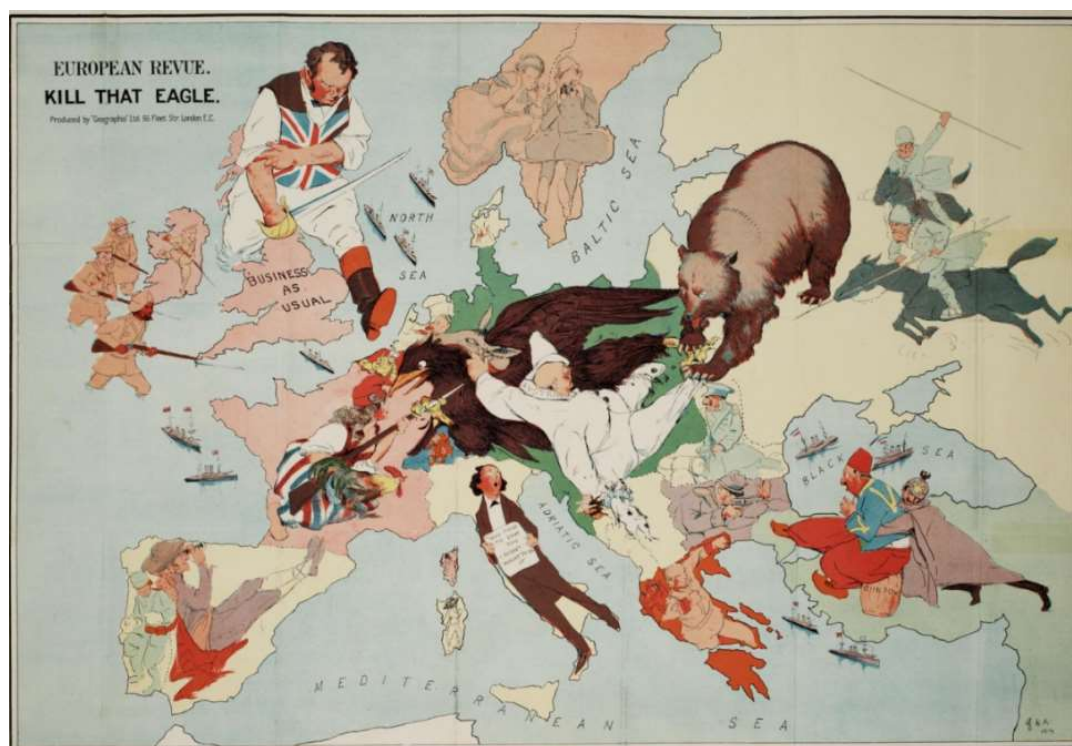 EUROPEAN REVUE.
KILL THAT EAGLE.
Produced by 'Geographia' Ltd. 55 Fleet Str London E.C.
NORTH
SEA
BALTIC SEA
BUSINESS
AS
USUAL
BLACK SEA
ADRIATIC SEA
MEDITERRANEAN SEA